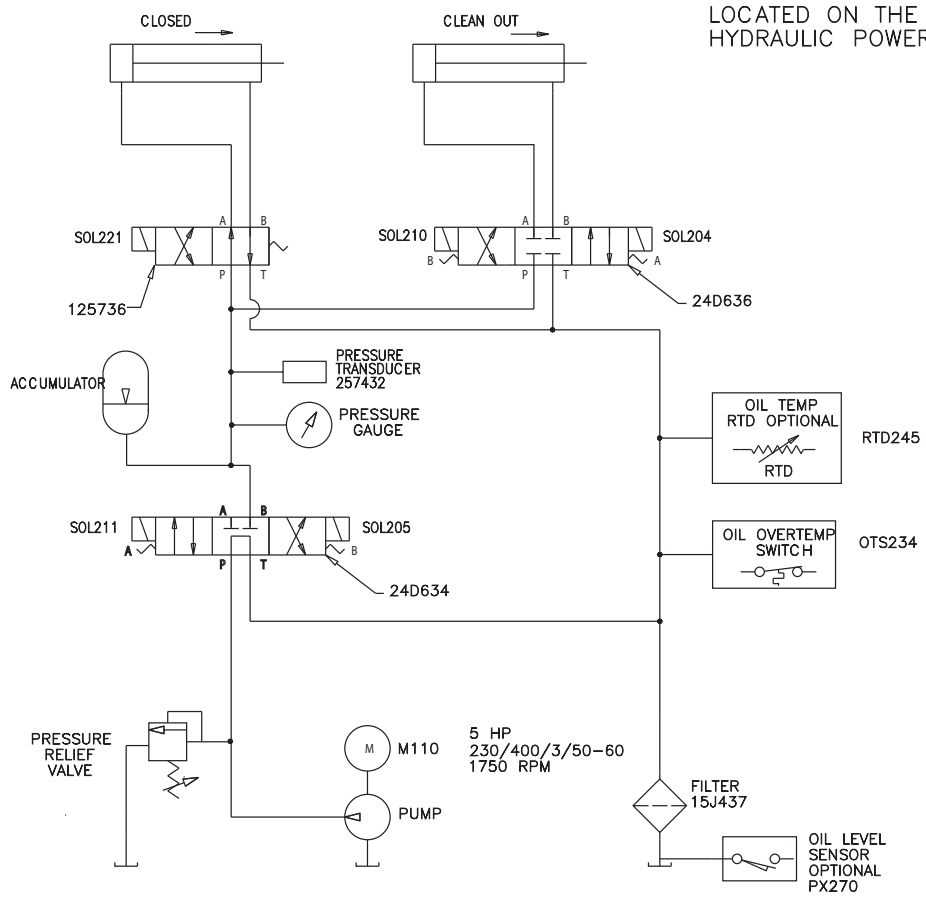 LOCATED ON THE
HYDRAULIC POWER
CLOSED
CLEAN OUT
A
B
P
T
SOL221
125736
SOL210
B
A
B
P
T
SOL204
A
24D636
ACCUMULATOR
PRESSURE
TRANSDUCER
257432
PRESSURE
GAUGE
OIL TEMP
RTD OPTIONAL
RTD
RTD245
OIL OVERTEMP
SWITCH
OTS234
SOL211
A
A
B
P
T
SOL205
B
24D634
PRESSURE
RELIEF
VALVE
M
M110
5 HP
230/400/3/50-60
1750 RPM
PUMP
FILTER
15J437
OIL LEVEL
SENSOR
OPTIONAL
PX270